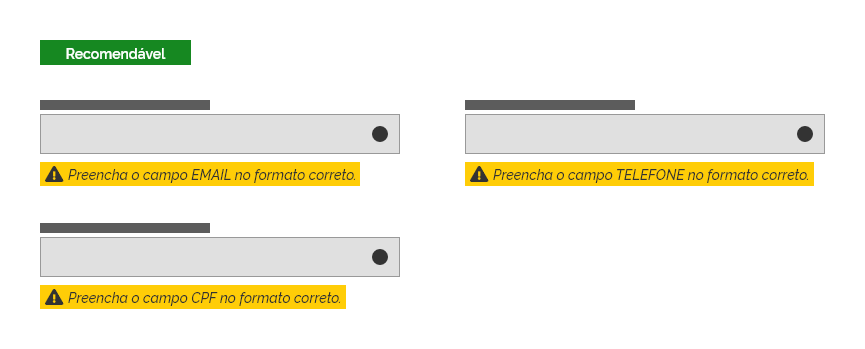 Recomendável
Preencha o campo EMAIL no formato correto.
Preencha o campo TELEFONE no formato correto.
Preencha o campo CPF no formato correto.